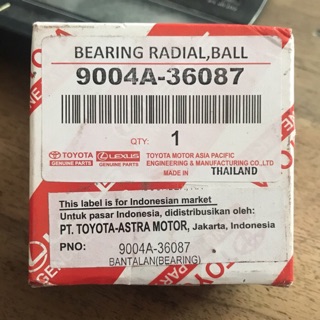 BEARING RADIAL,BALL
9004A-36087
QTY: 1
TOYOTA GENUINE PARTS LEXUS GENUINE PARTS TOYOTA MOTOR ASIA PACIFIC
ENGINEERING & MANUFACTURING CO.,LTD
MADE IN THAILAND
This label is for Indonesian market
Untuk pasar Indonesia, didistribusikan oleh:
PT. TOYOTA-ASTRA MOTOR, Jakarta, Indonesia
PNO: 9004A-36087
BANTALAN(BEARING)